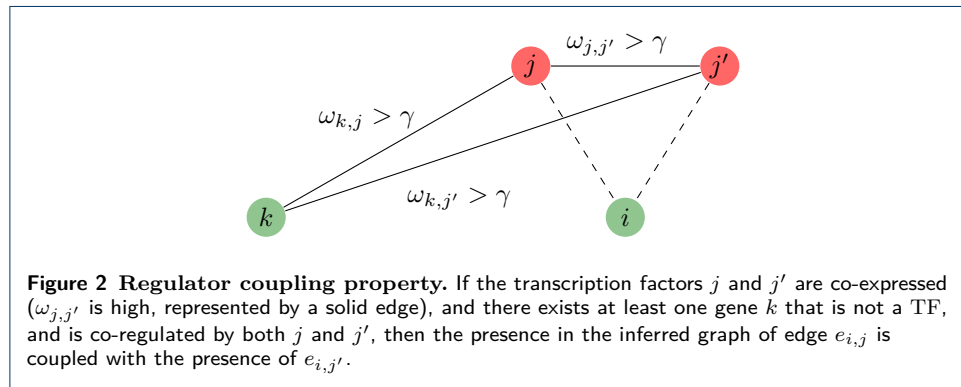 ω_{j,j′} > γ
j
j′
ω_{k,j} > γ
ω_{k,j′} > γ
k
i
Figure 2 Regulator coupling property. If the transcription factors j and j′ are co-expressed
(ω_{j,j′} is high, represented by a solid edge), and there exists at least one gene k that is not a TF,
and is co-regulated by both j and j′, then the presence in the inferred graph of edge e_{i,j} is
coupled with the presence of e_{i,j′}.